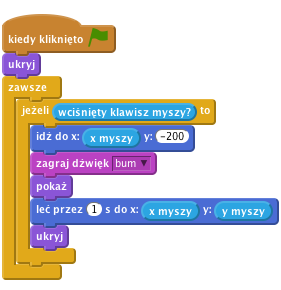 kiedy kliknięto
ukryj
zawsze
jeżeli wciśnięty klawisz myszy? to
idź do x: x myszy y: -200
zagraj dźwięk bum
pokaż
leć przez 1 s do x: x myszy y: y myszy
ukryj